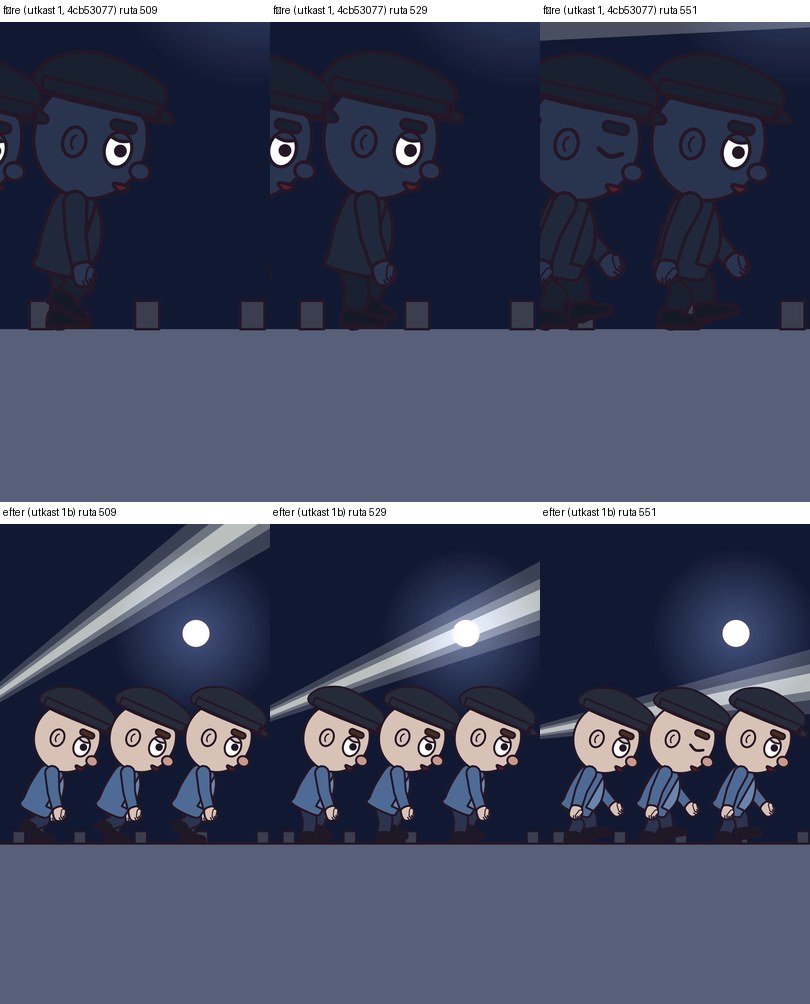 före (utkast 1, 4cb53077) ruta 509
före (utkast 1, 4cb53077) ruta 529
före (utkast 1, 4cb53077) ruta 551
efter (utkast 1b) ruta 509
efter (utkast 1b) ruta 529
efter (utkast 1b) ruta 551